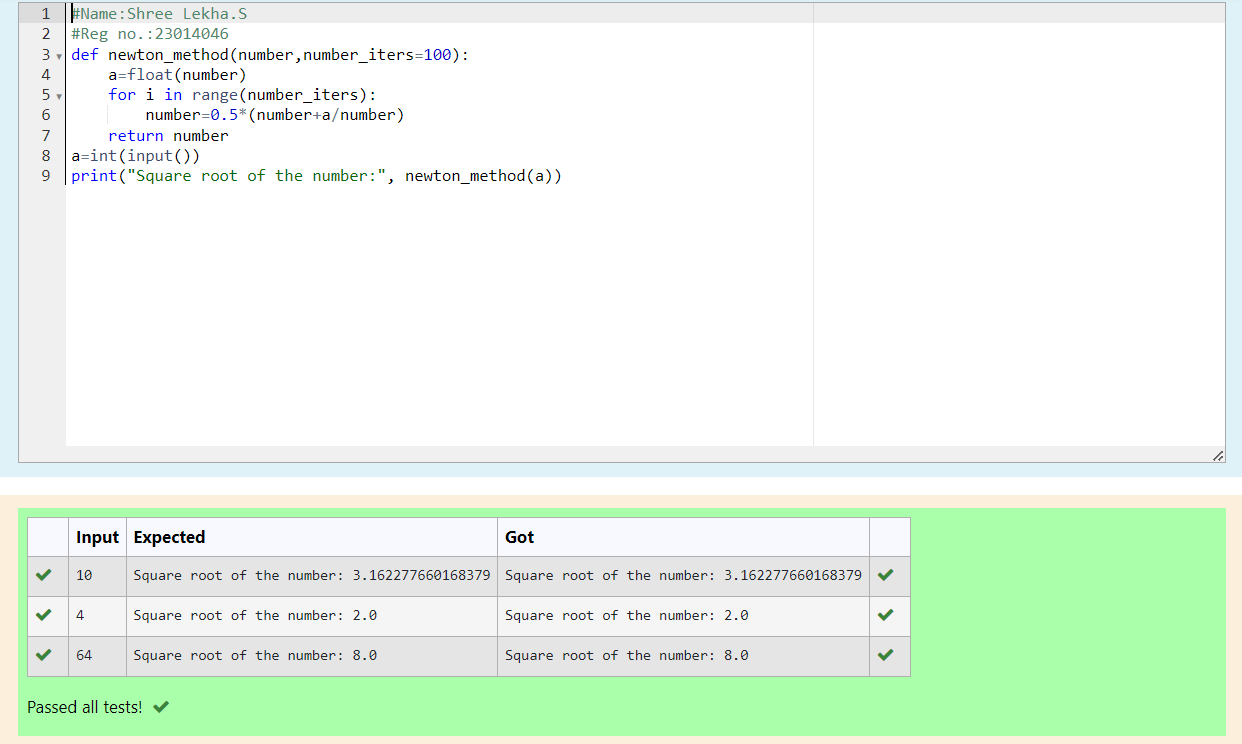 1 #Name:Shree Lekha.S
2 #Reg no.:23014046
3 def newton_method(number,number_iters=100):
4     a=float(number)
5     for i in range(number_iters):
6         number=0.5*(number+a/number)
7     return number
8 a=int(input())
9 print("Square root of the number:", newton_method(a))
Input Expected Got
10 Square root of the number: 3.162277660168379 Square root of the number: 3.162277660168379
4 Square root of the number: 2.0 Square root of the number: 2.0
64 Square root of the number: 8.0 Square root of the number: 8.0
Passed all tests!